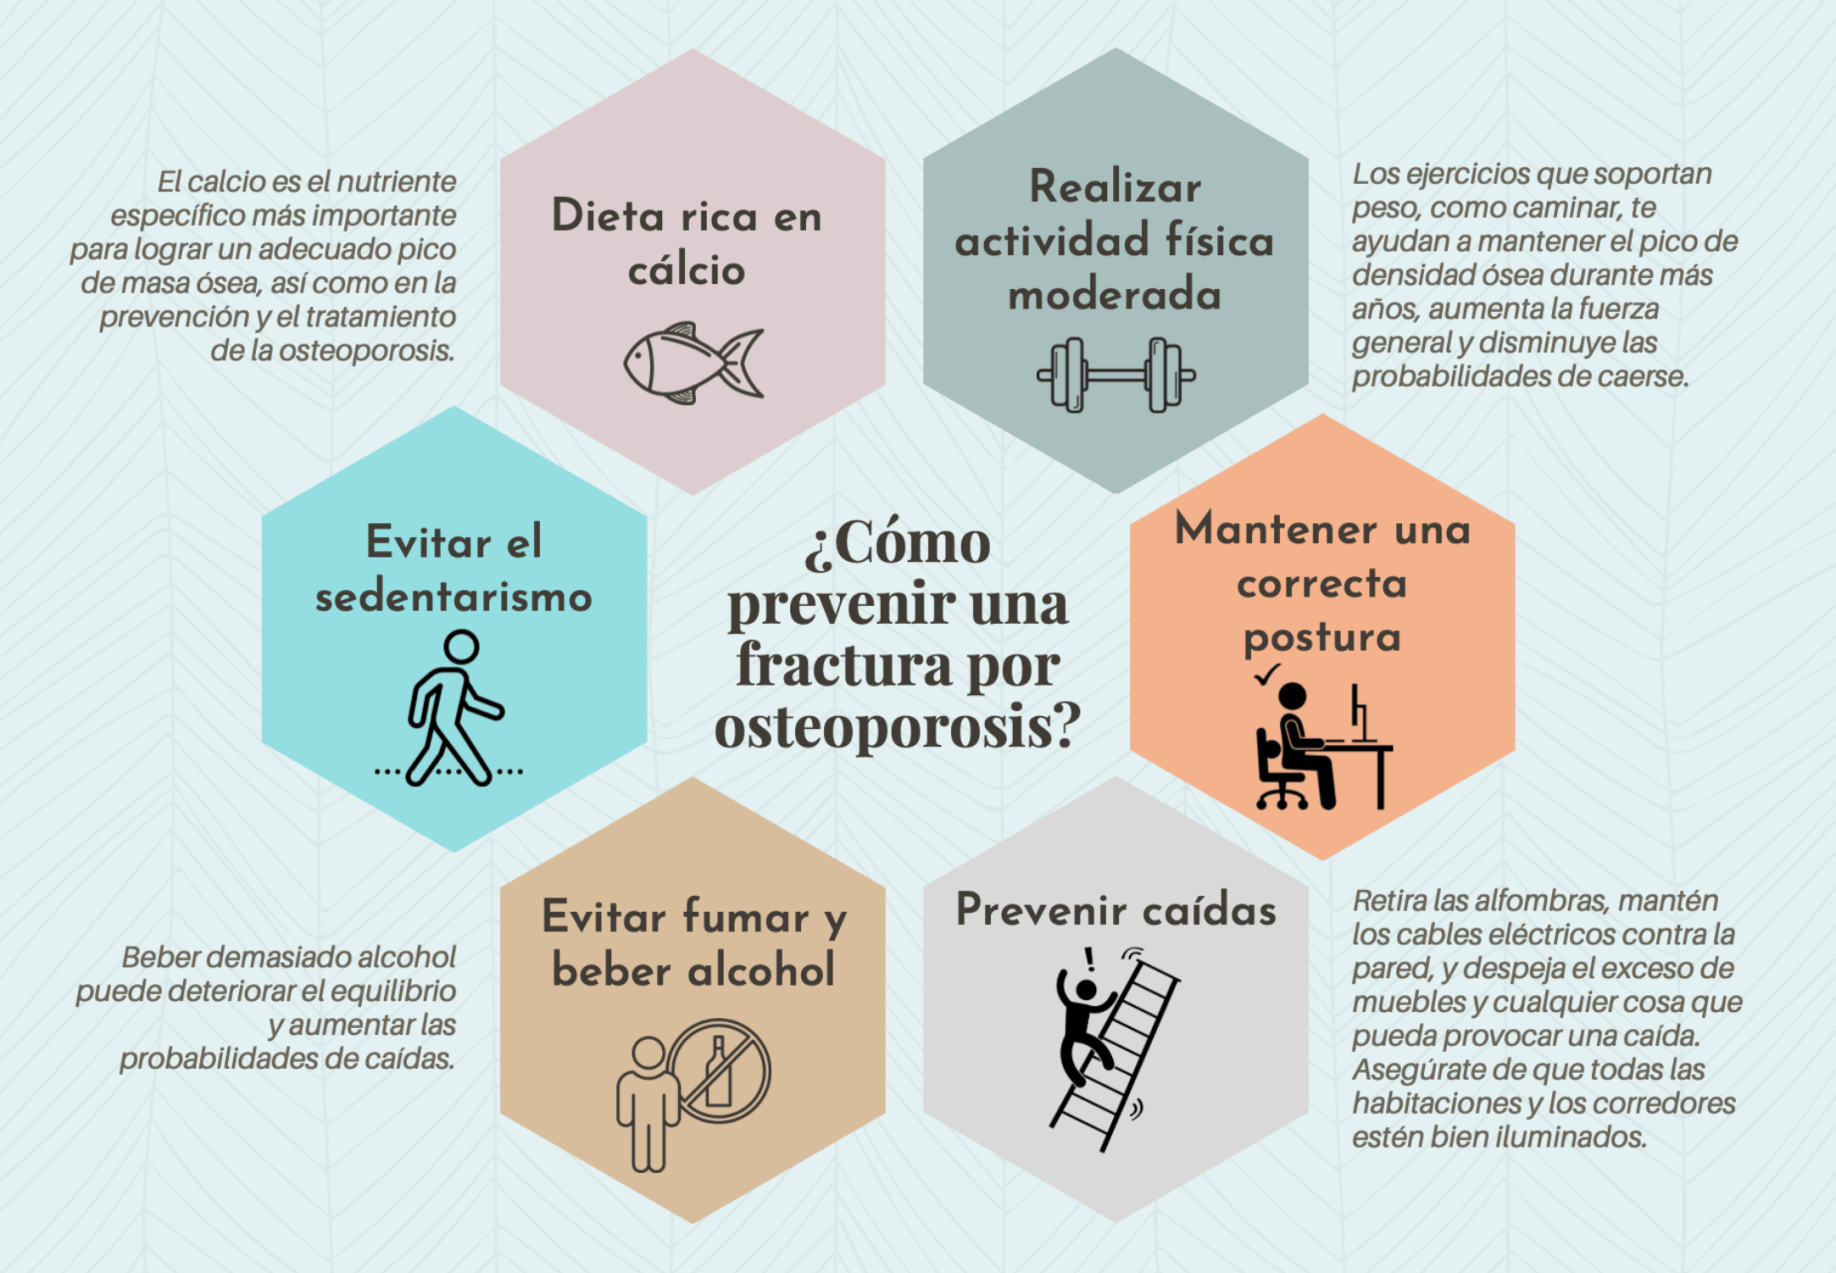 El calcio es el nutriente
específico más importante
para lograr un adecuado pico
de masa ósea, así como en la
prevención y el tratamiento
de la osteoporosis.
Dieta rica en
cálcio
Realizar
actividad física
moderada
Los ejercicios que soportan
peso, como caminar, te
ayudan a mantener el pico de
densidad ósea durante más
años, aumenta la fuerza
general y disminuye las
probabilidades de caerse.
Evitar el
sedentarismo
¿Cómo
prevenir una
fractura por
osteoporosis?
Mantener una
correcta
postura
Beber demasiado alcohol
puede deteriorar el equilibrio
y aumentar las
probabilidades de caídas.
Evitar fumar y
beber alcohol
Prevenir caídas
!
Retira las alfombras, mantén
los cables eléctricos contra la
pared, y despeja el exceso de
muebles y cualquier cosa que
pueda provocar una caída.
Asegúrate de que todas las
habitaciones y los corredores
estén bien iluminados.